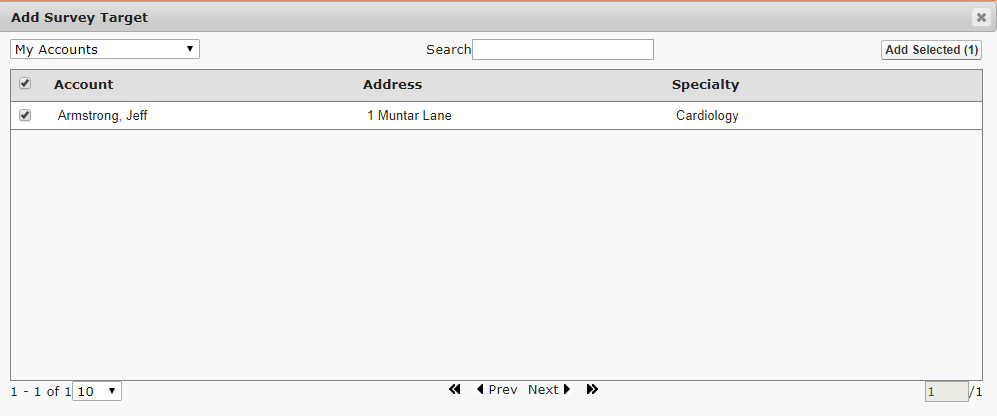 Add Survey Target
My Accounts Search Add Selected (1)
Account Address Specialty
Armstrong, Jeff 1 Muntar Lane Cardiology
1 - 1 of 1 10 Prev Next 1 /1